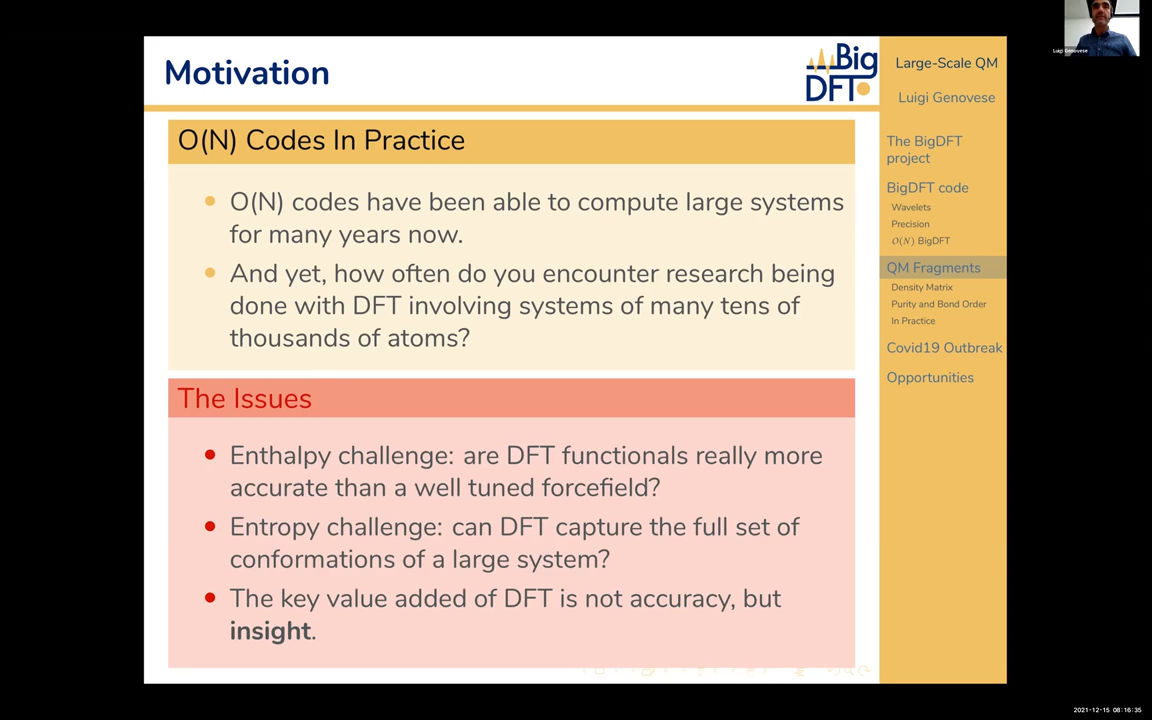 Luigi Genovese
Motivation
Big
DFT
O(N) Codes In Practice
O(N) codes have been able to compute large systems
for many years now.
And yet, how often do you encounter research being
done with DFT involving systems of many tens of
thousands of atoms?
The Issues
Enthalpy challenge: are DFT functionals really more
accurate than a well tuned forcefield?
Entropy challenge: can DFT capture the full set of
conformations of a large system?
The key value added of DFT is not accuracy, but
insight.
Large-Scale QM
Luigi Genovese
The BigDFT
project
BigDFT code
Wavelets
Precision
O(N) BigDFT
QM Fragments
Density Matrix
Purity and Bond Order
In Practice
Covid19 Outbreak
Opportunities
2021-12-15 08:16:35